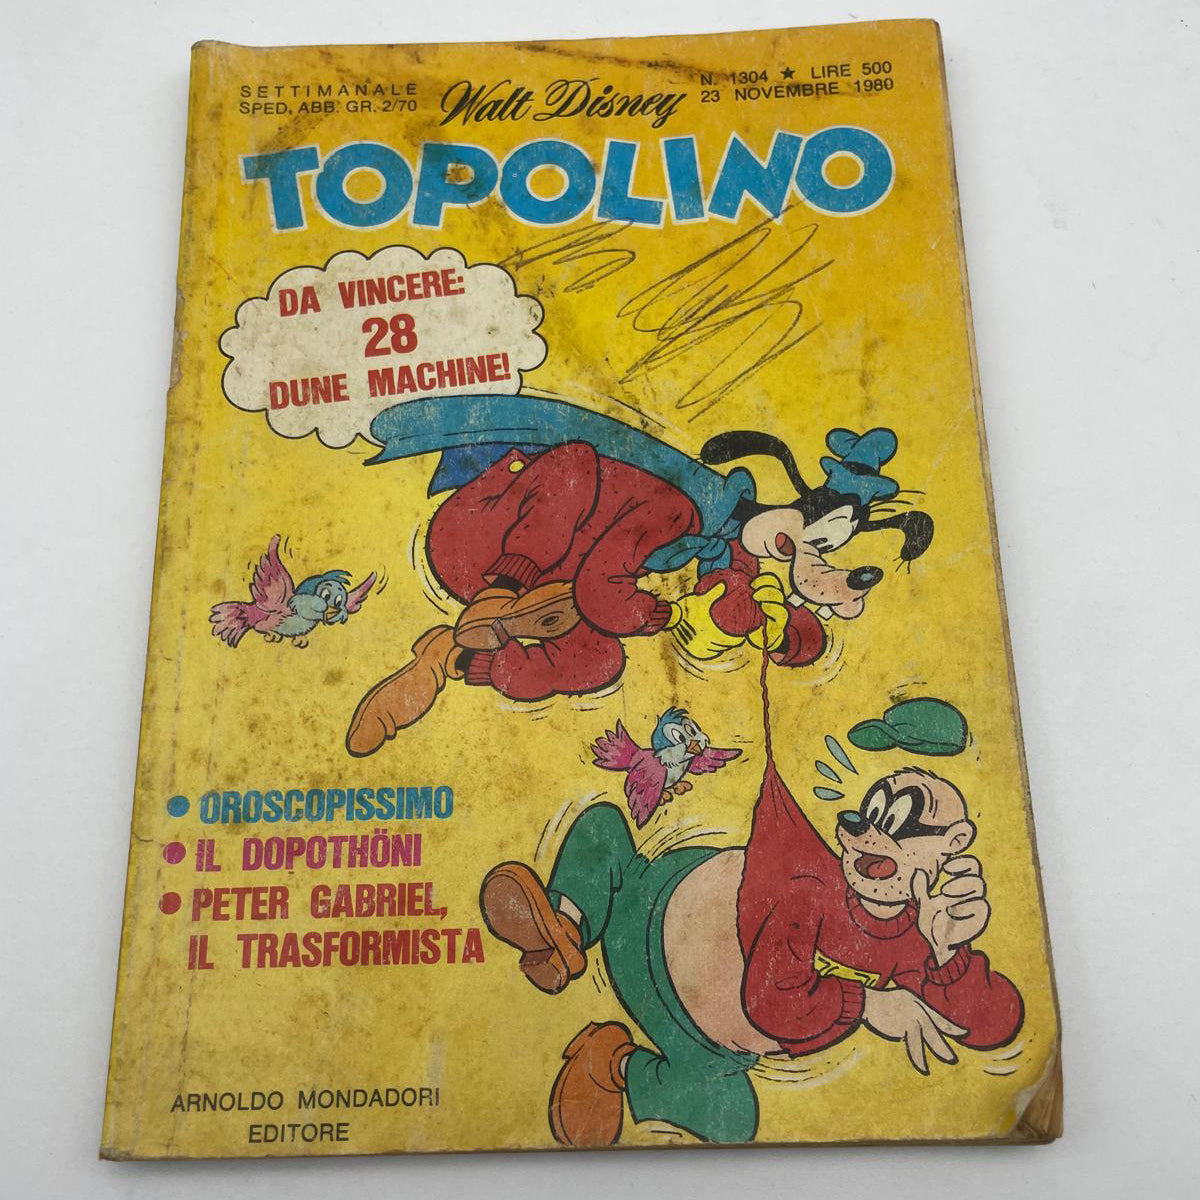 SETTIMANALE
SPED. ABB. GR. 2/70
Walt Disney
N. 1304 ★ LIRE 500
23 NOVEMBRE 1980
TOPOLINO
DA VINCERE:
28
DUNE MACHINE!
• OROSCOPISSIMO
• IL DOPOTHÖNI
• PETER GABRIEL,
IL TRASFORMISTA
ARNOLDO MONDADORI
EDITORE